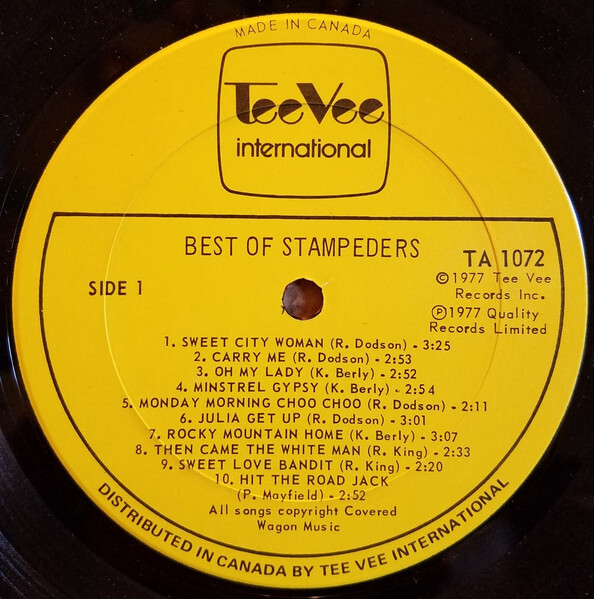 MADE IN CANADA
TeeVee
international
BEST OF STAMPEDERS
TA 1072
SIDE 1
©1977 Tee Vee
Records Inc.
℗1977 Quality
Records Limited
1. SWEET CITY WOMAN (R. Dodson) - 3:25
2. CARRY ME (R. Dodson) - 2:53
3. OH MY LADY (K. Berly) - 2:52
4. MINSTREL GYPSY (K. Berly) - 2:54
5. MONDAY MORNING CHOO CHOO (R. Dodson) - 2:11
6. JULIA GET UP (R. Dodson) - 3:01
7. ROCKY MOUNTAIN HOME (K. Berly) - 3:07
8. THEN CAME THE WHITE MAN (R. King) - 2:33
9. SWEET LOVE BANDIT (R. King) - 2:20
10. HIT THE ROAD JACK
(P. Mayfield) - 2:52
All songs copyright Covered
Wagon Music
DISTRIBUTED IN CANADA BY TEE VEE INTERNATIONAL